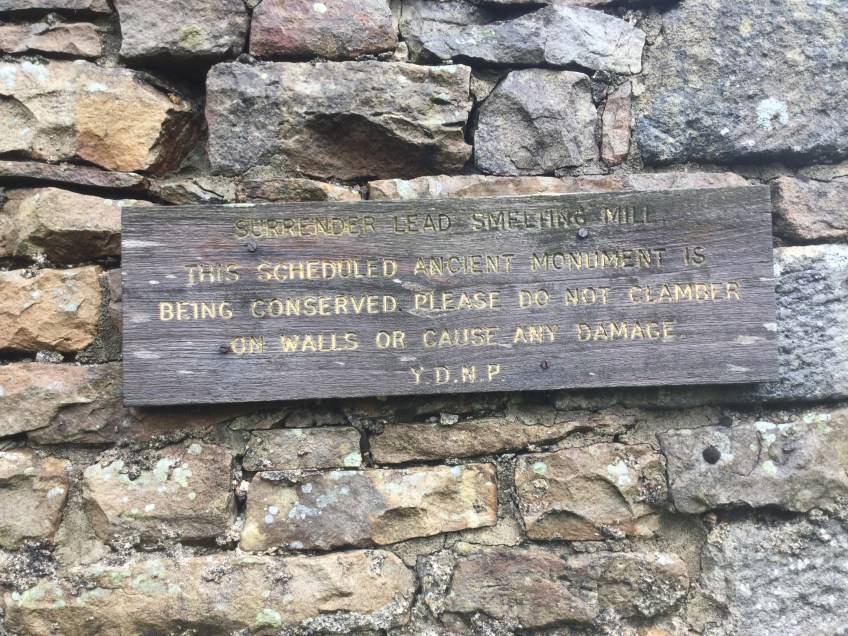 SURRENDER LEAD SMELTING MILL
THIS SCHEDULED ANCIENT MONUMENT IS
BEING CONSERVED PLEASE DO NOT CLAMBER
ON WALLS OR CAUSE ANY DAMAGE
Y.D.N.P.